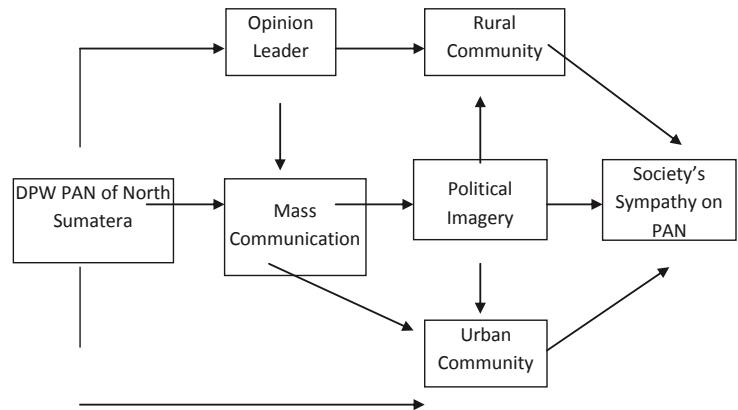 Opinion
Leader
Rural
Community
DPW PAN of North
Sumatera
Mass
Communication
Political
Imagery
Society's
Sympathy on
PAN
Urban
Community